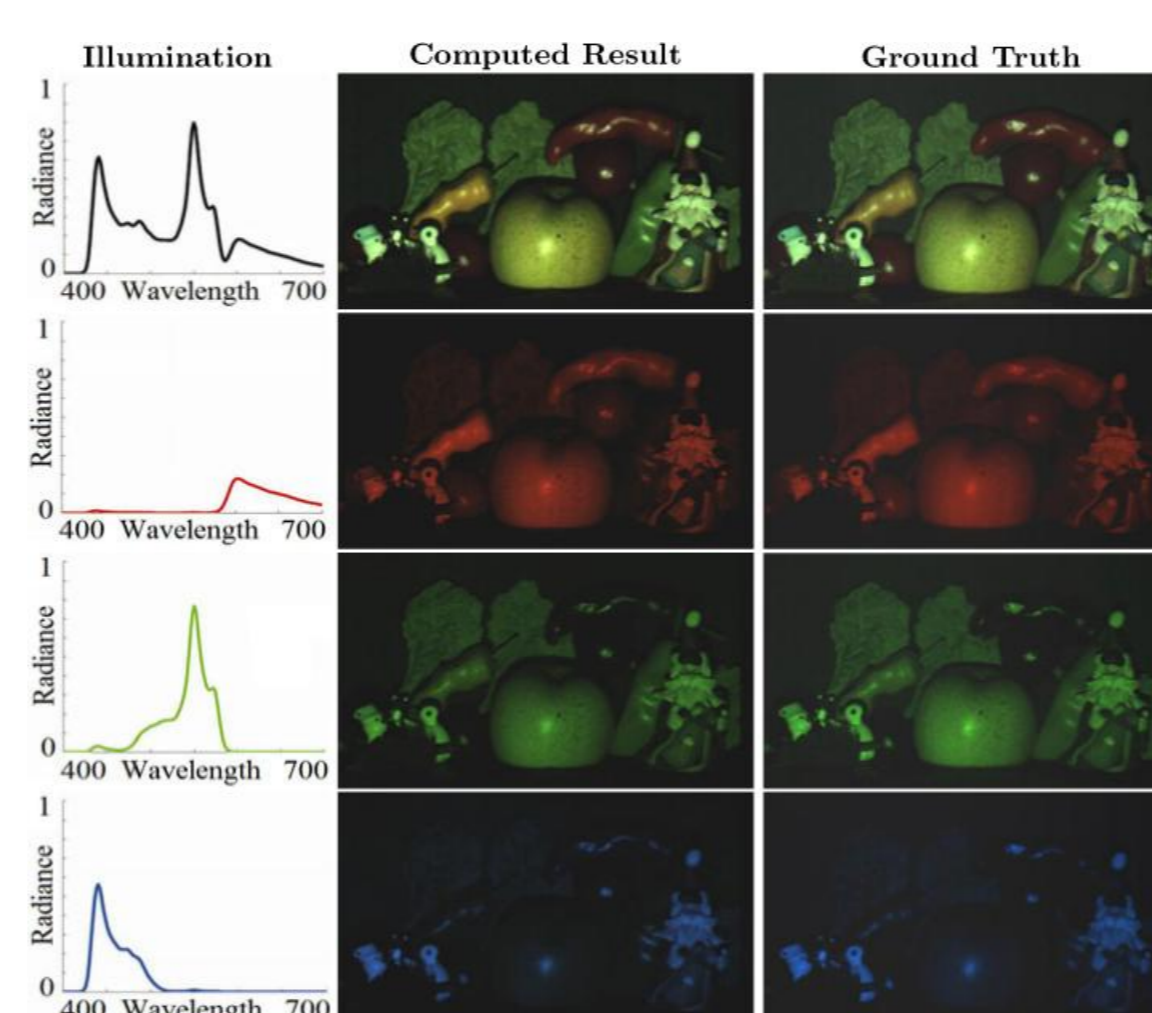 Illumination Computed Result Ground Truth
1
Radiance
0
400 Wavelength 700
1
Radiance
0
400 Wavelength 700
1
Radiance
0
400 Wavelength 700
1
Radiance
0
400 Wavelength 700